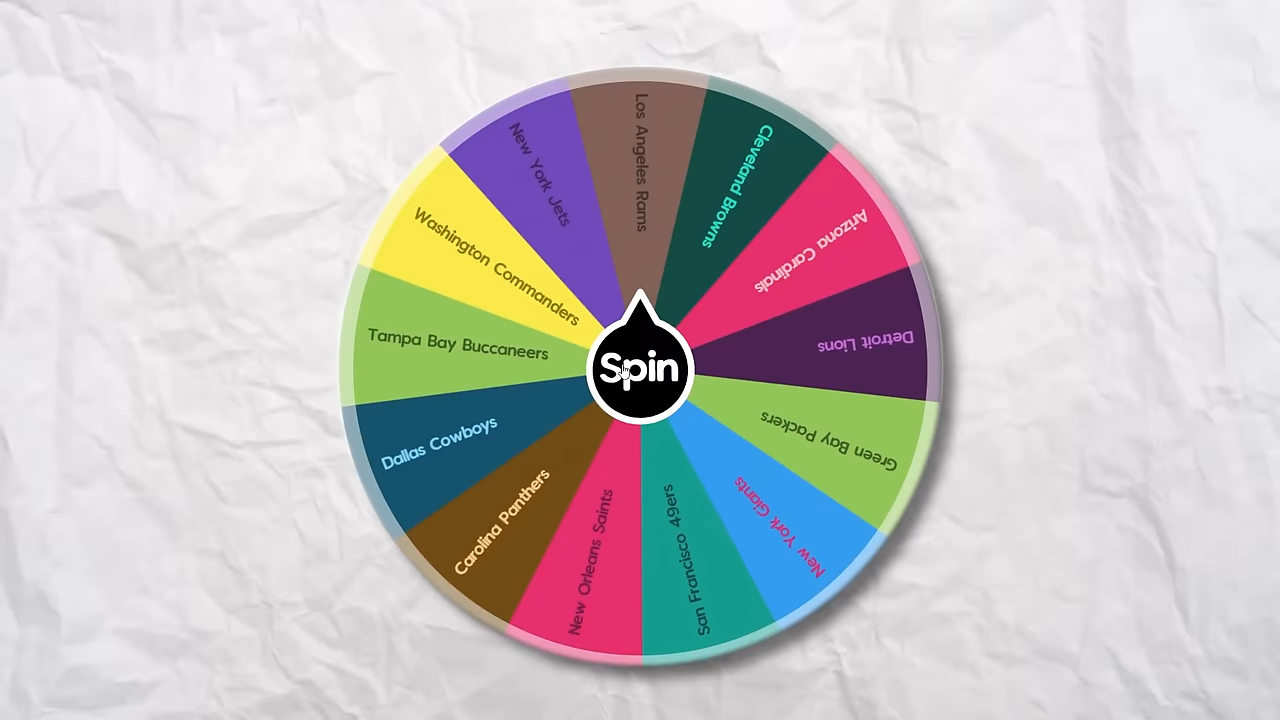 Los Angeles Rams
Cleveland Browns
Arizona Cardinals
Detroit Lions
Green Bay Packers
New York Giants
San Francisco 49ers
New Orleans Saints
Carolina Panthers
Dallas Cowboys
Tampa Bay Buccaneers
Washington Commanders
New York Jets
Spin